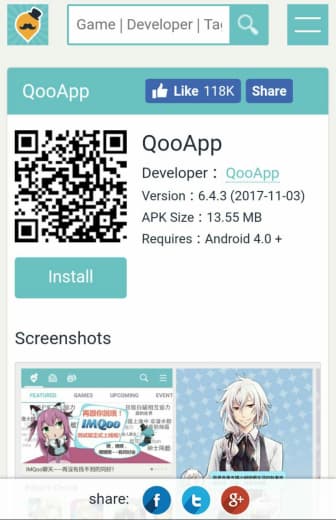 Game | Developer | Ta
QooApp
Like 118K
Share
QooApp
Developer： QooApp
Version：6.4.3 (2017-11-03)
APK Size：13.55 MB
Requires：Android 4.0 +
Install
Screenshots
FEATURED GAMES UPCOMING EVENT
IMQoo
share: